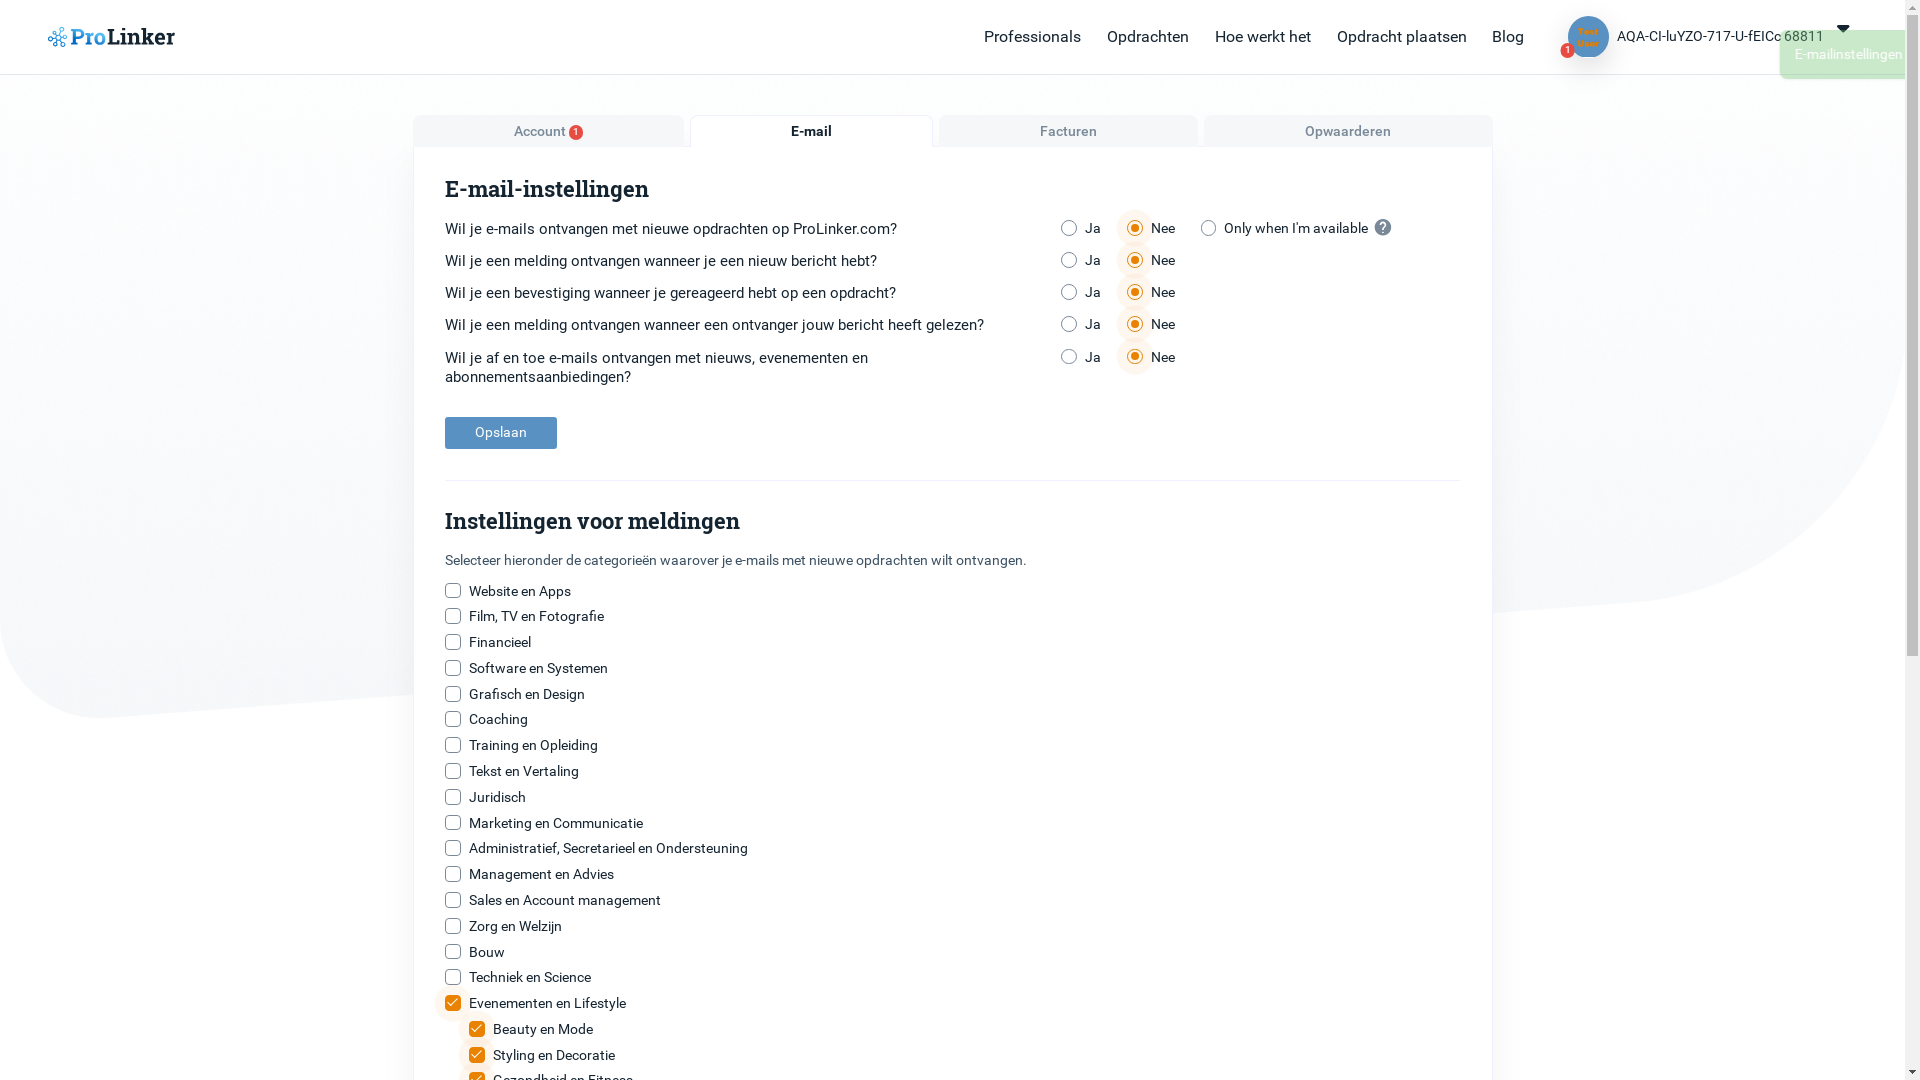 ProLinker
Professionals
Opdrachten
Hoe werkt het
Opdracht plaatsen
Blog
1
AQA-CI-luYZO-717-U-fEICc 68811
E-mailinstellingen
Account 1
E-mail
Facturen
Opwaarderen
E-mail-instellingen
Wil je e-mails ontvangen met nieuwe opdrachten op ProLinker.com?
Ja
Nee
Only when I'm available
?
Wil je een melding ontvangen wanneer je een nieuw bericht hebt?
Ja
Nee
Wil je een bevestiging wanneer je gereageerd hebt op een opdracht?
Ja
Nee
Wil je een melding ontvangen wanneer een ontvanger jouw bericht heeft gelezen?
Ja
Nee
Wil je af en toe e-mails ontvangen met nieuws, evenementen en
abonnementsaanbiedingen?
Ja
Nee
Opslaan
Instellingen voor meldingen
Selecteer hieronder de categorieën waarover je e-mails met nieuwe opdrachten wilt ontvangen.
Website en Apps
Film, TV en Fotografie
Financieel
Software en Systemen
Grafisch en Design
Coaching
Training en Opleiding
Tekst en Vertaling
Juridisch
Marketing en Communicatie
Administratief, Secretarieel en Ondersteuning
Management en Advies
Sales en Account management
Zorg en Welzijn
Bouw
Techniek en Science
Evenementen en Lifestyle
Beauty en Mode
Styling en Decoratie
Gezondheid en Fitness